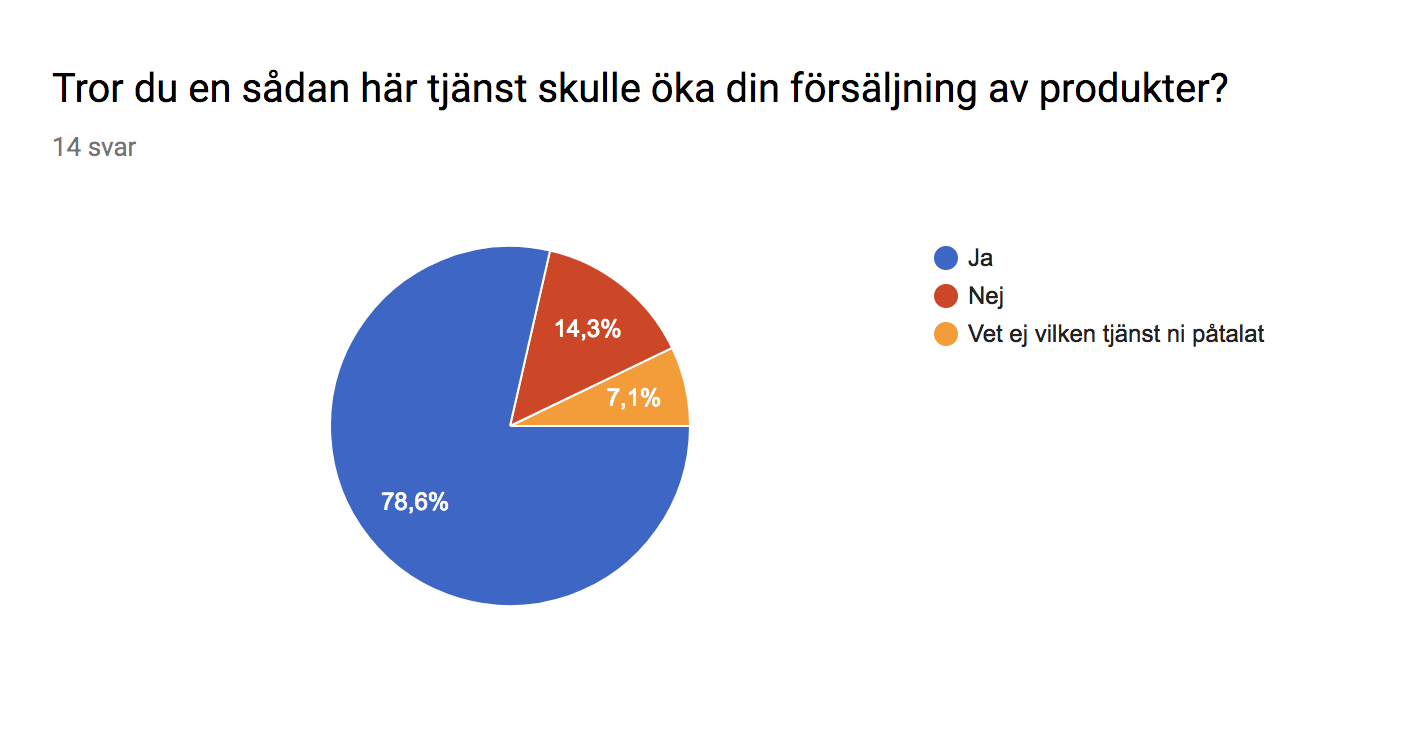 Tror du en sådan här tjänst skulle öka din försäljning av produkter?
14 svar
Ja
Nej
Vet ej vilken tjänst ni påtalat
14,3%
7,1%
78,6%